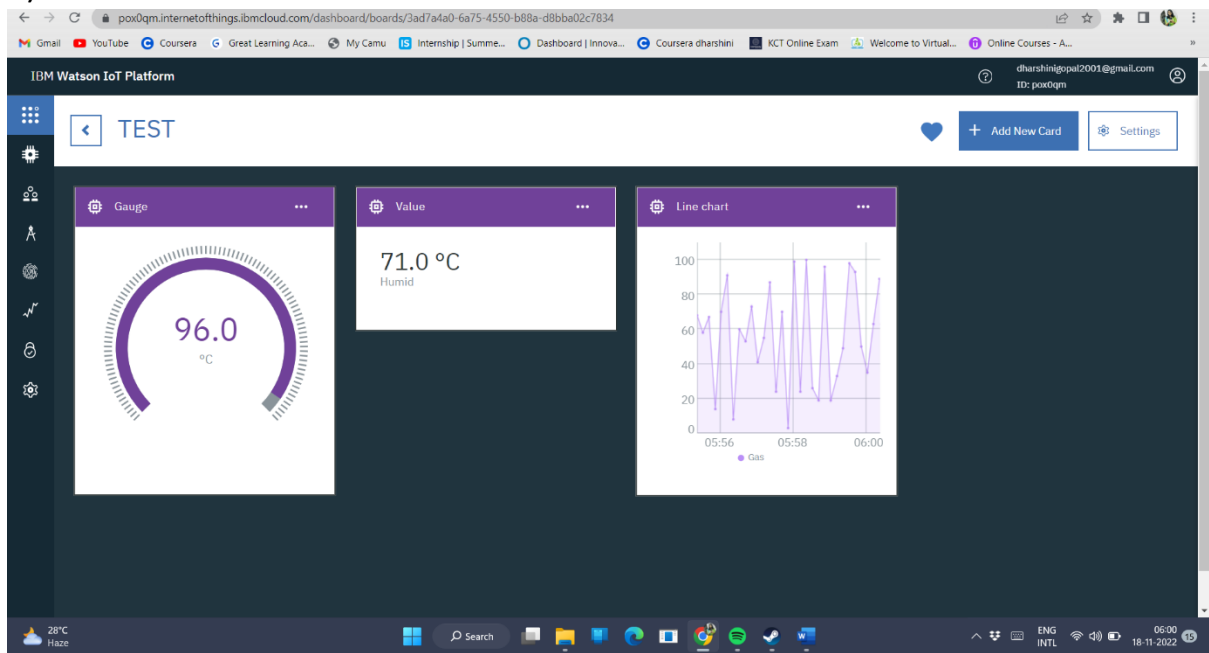 pox0qm.internetofthings.ibmcloud.com/dashboard/boards/3ad7a4a0-6a75-4550-b88a-d8bba02c7834
Gmail YouTube Coursera Great Learning Aca... My Camu Internship | Summe... Dashboard | Innova... Coursera dharshini KCT Online Exam Welcome to Virtual... Online Courses - A... »
IBM Watson IoT Platform
dharshinigopal2001@gmail.com
ID: pox0qm
TEST
+ Add New Card
Settings
Gauge
96.0
°C
Value
71.0 °C
Humid
Line chart
100
80
60
40
20
0
05:56 05:58 06:00
Gas
28°C
Haze
Search
ENG
INTL
06:00
18-11-2022
15